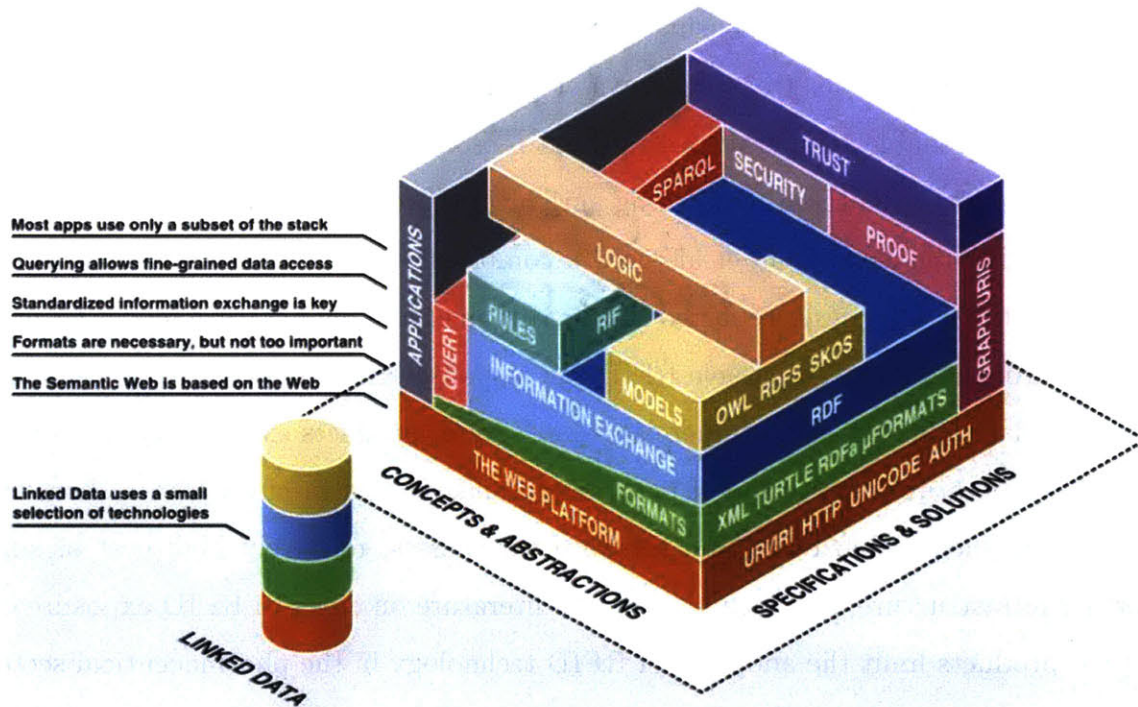 Most apps use only a subset of the stack
Querying allows fine-grained data access
Standardized information exchange is key
Formats are necessary, but not too important
The Semantic Web is based on the Web
Linked Data uses a small
selection of technologies
LINKED DATA
APPLICATIONS
QUERY
RULES
RIF
LOGIC
SPARQL
SECURITY
TRUST
PROOF
GRAPH URIS
MODELS
OWL RDFS SKOS
INFORMATION EXCHANGE
RDF
FORMATS
XML TURTLE RDFa µFORMATS
THE WEB PLATFORM
URI/IRI HTTP UNICODE AUTH
CONCEPTS & ABSTRACTIONS
SPECIFICATIONS & SOLUTIONS